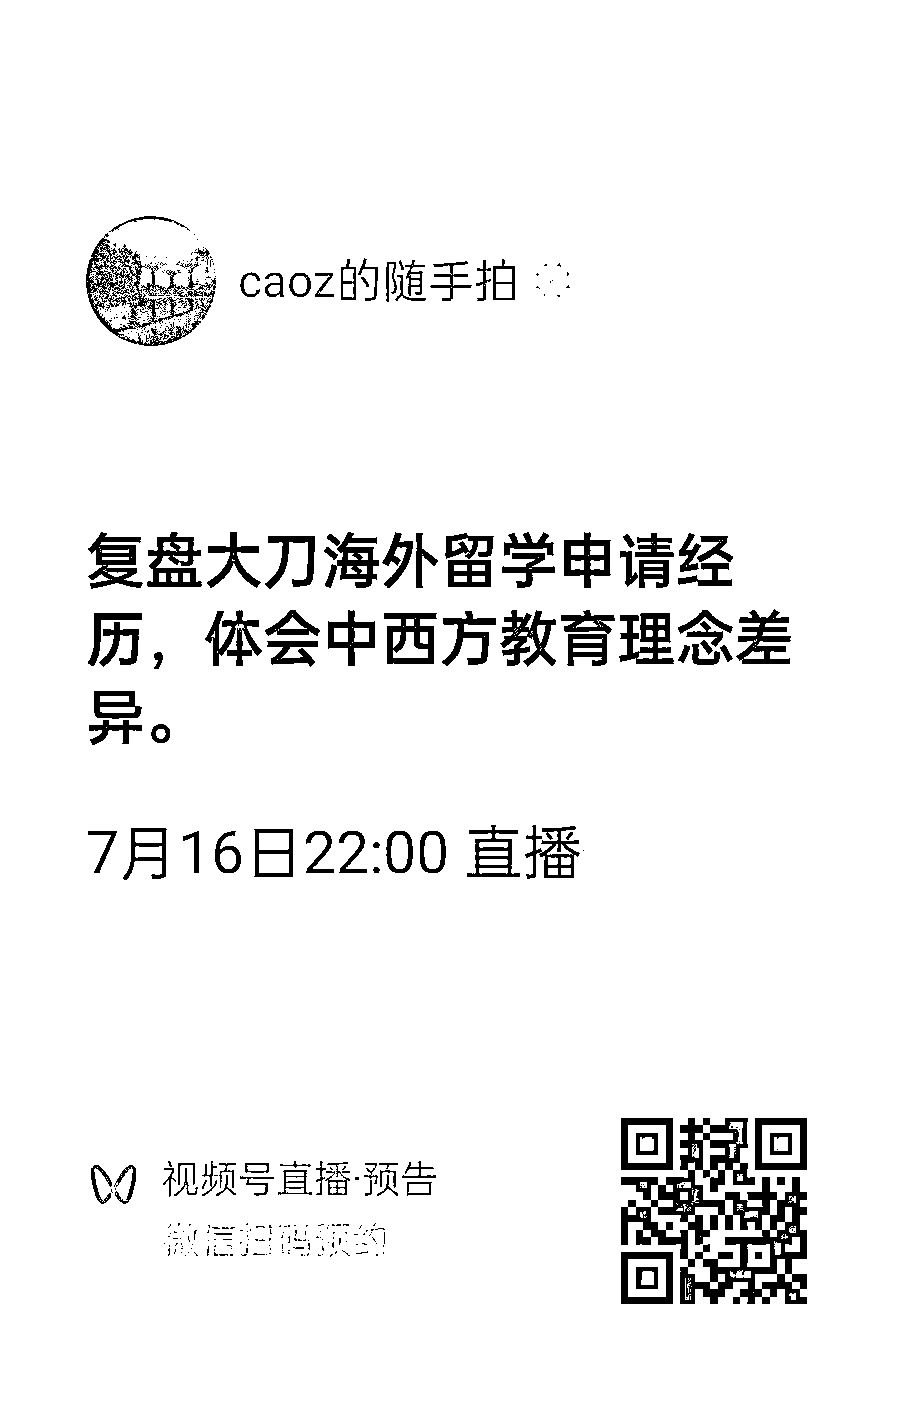 caoz的随手拍
复盘大刀海外留学申请经
历，体会中西方教育理念差
异。
7月16日22:00 直播
视频号直播·预告
微信扫码预约